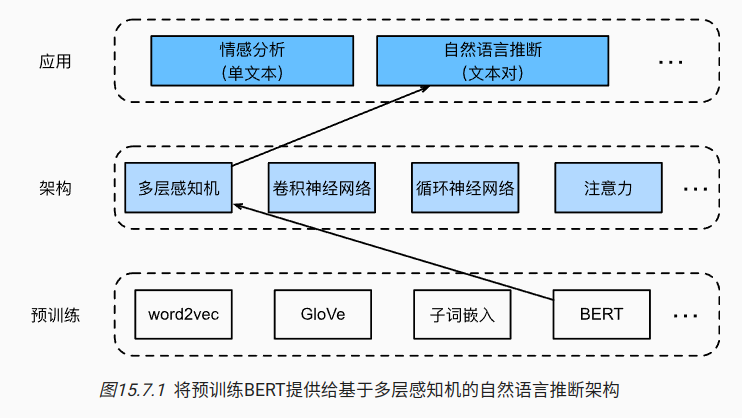 应用
情感分析
（单文本）
自然语言推断
（文本对）
···
架构
多层感知机
卷积神经网络
循环神经网络
注意力
···
预训练
word2vec
GloVe
子词嵌入
BERT
···
图15.7.1 将预训练BERT提供给基于多层感知机的自然语言推断架构